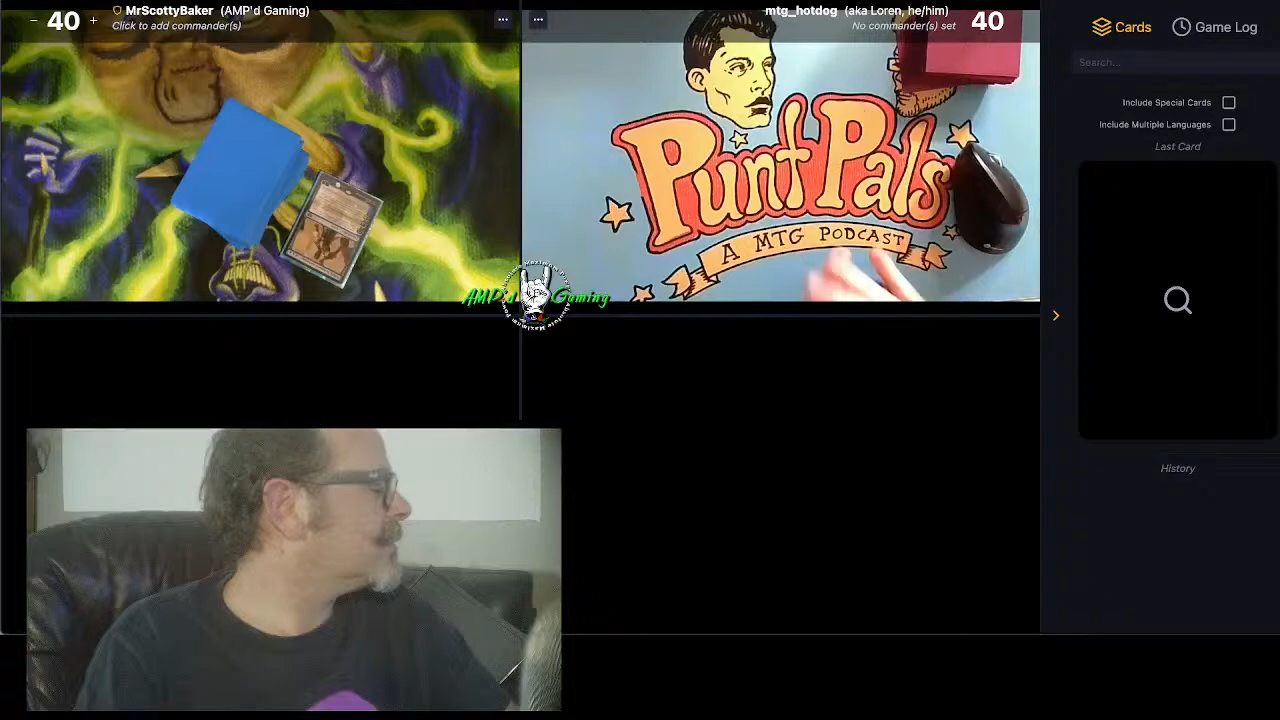 − 40 +
MrScottyBaker (AMP'd Gaming)
Click to add commander(s)
mtg_hotdog (aka Loren, he/him)
No commander(s) set
40
Cards
Game Log
Search...
Include Special Cards
Include Multiple Languages
Last Card
History
Punt Pals
A MTG PODCAST
AMP'd Gaming